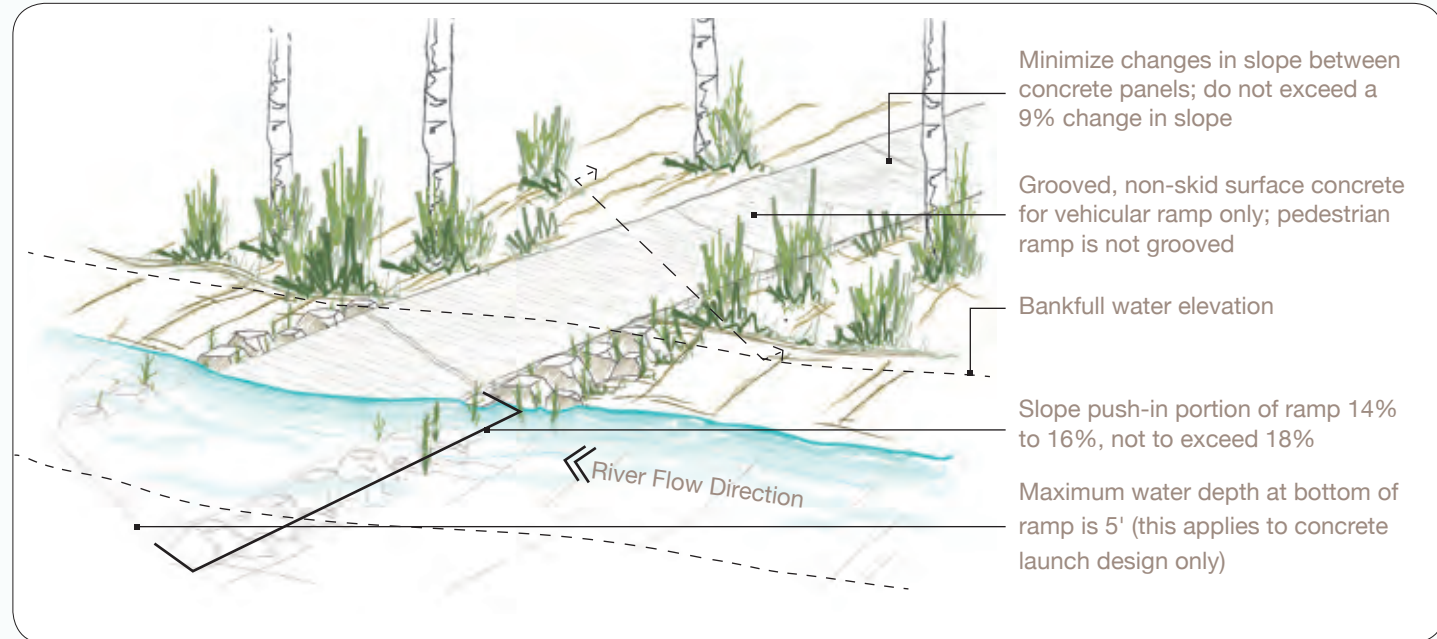 Minimize changes in slope between
concrete panels; do not exceed a
9% change in slope
Grooved, non-skid surface concrete
for vehicular ramp only; pedestrian
ramp is not grooved
Bankfull water elevation
Slope push-in portion of ramp 14%
to 16%, not to exceed 18%
River Flow Direction
Maximum water depth at bottom of
ramp is 5' (this applies to concrete
launch design only)